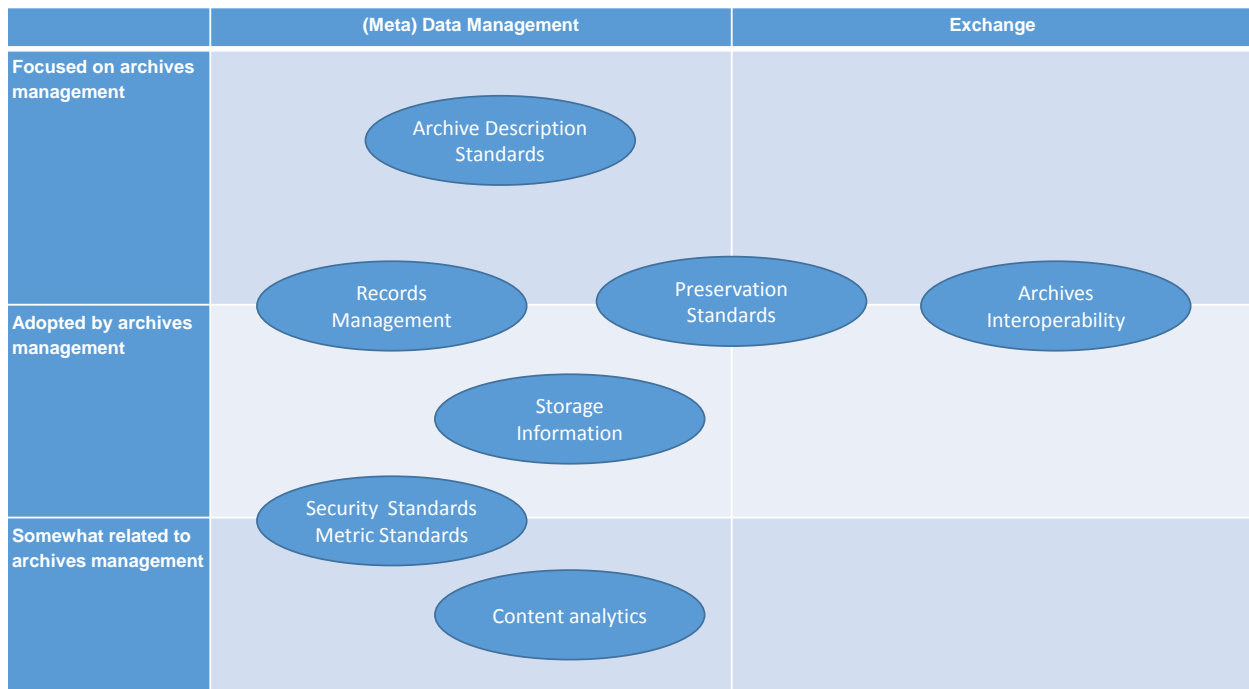 (Meta) Data Management
Exchange
Focused on archives
management
Archive Description
Standards
Records
Management
Preservation
Standards
Archives
Interoperability
Adopted by archives
management
Storage
Information
Security  Standards
Metric Standards
Somewhat related to
archives management
Content analytics